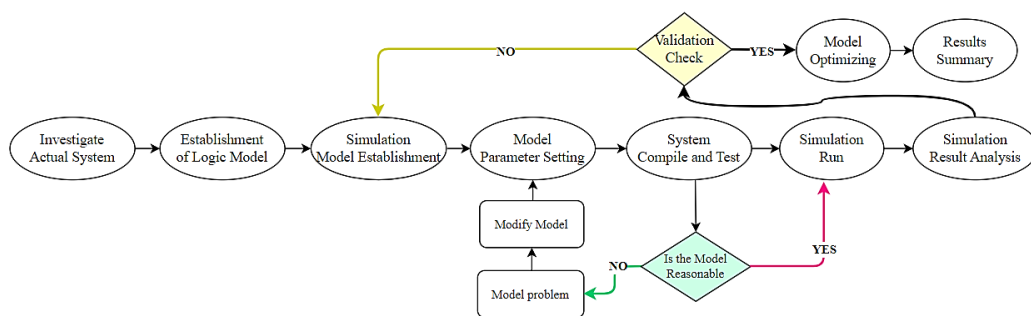 Validation
Check
NO
YES
Model
Optimizing
Results
Summary
Investigate
Actual System
Establishment
of Logic Model
Simulation
Model Establishment
Model
Parameter Setting
System
Compile and Test
Simulation
Run
Simulation
Result Analysis
Modify Model
Is the Model
Reasonable
NO
YES
Model problem